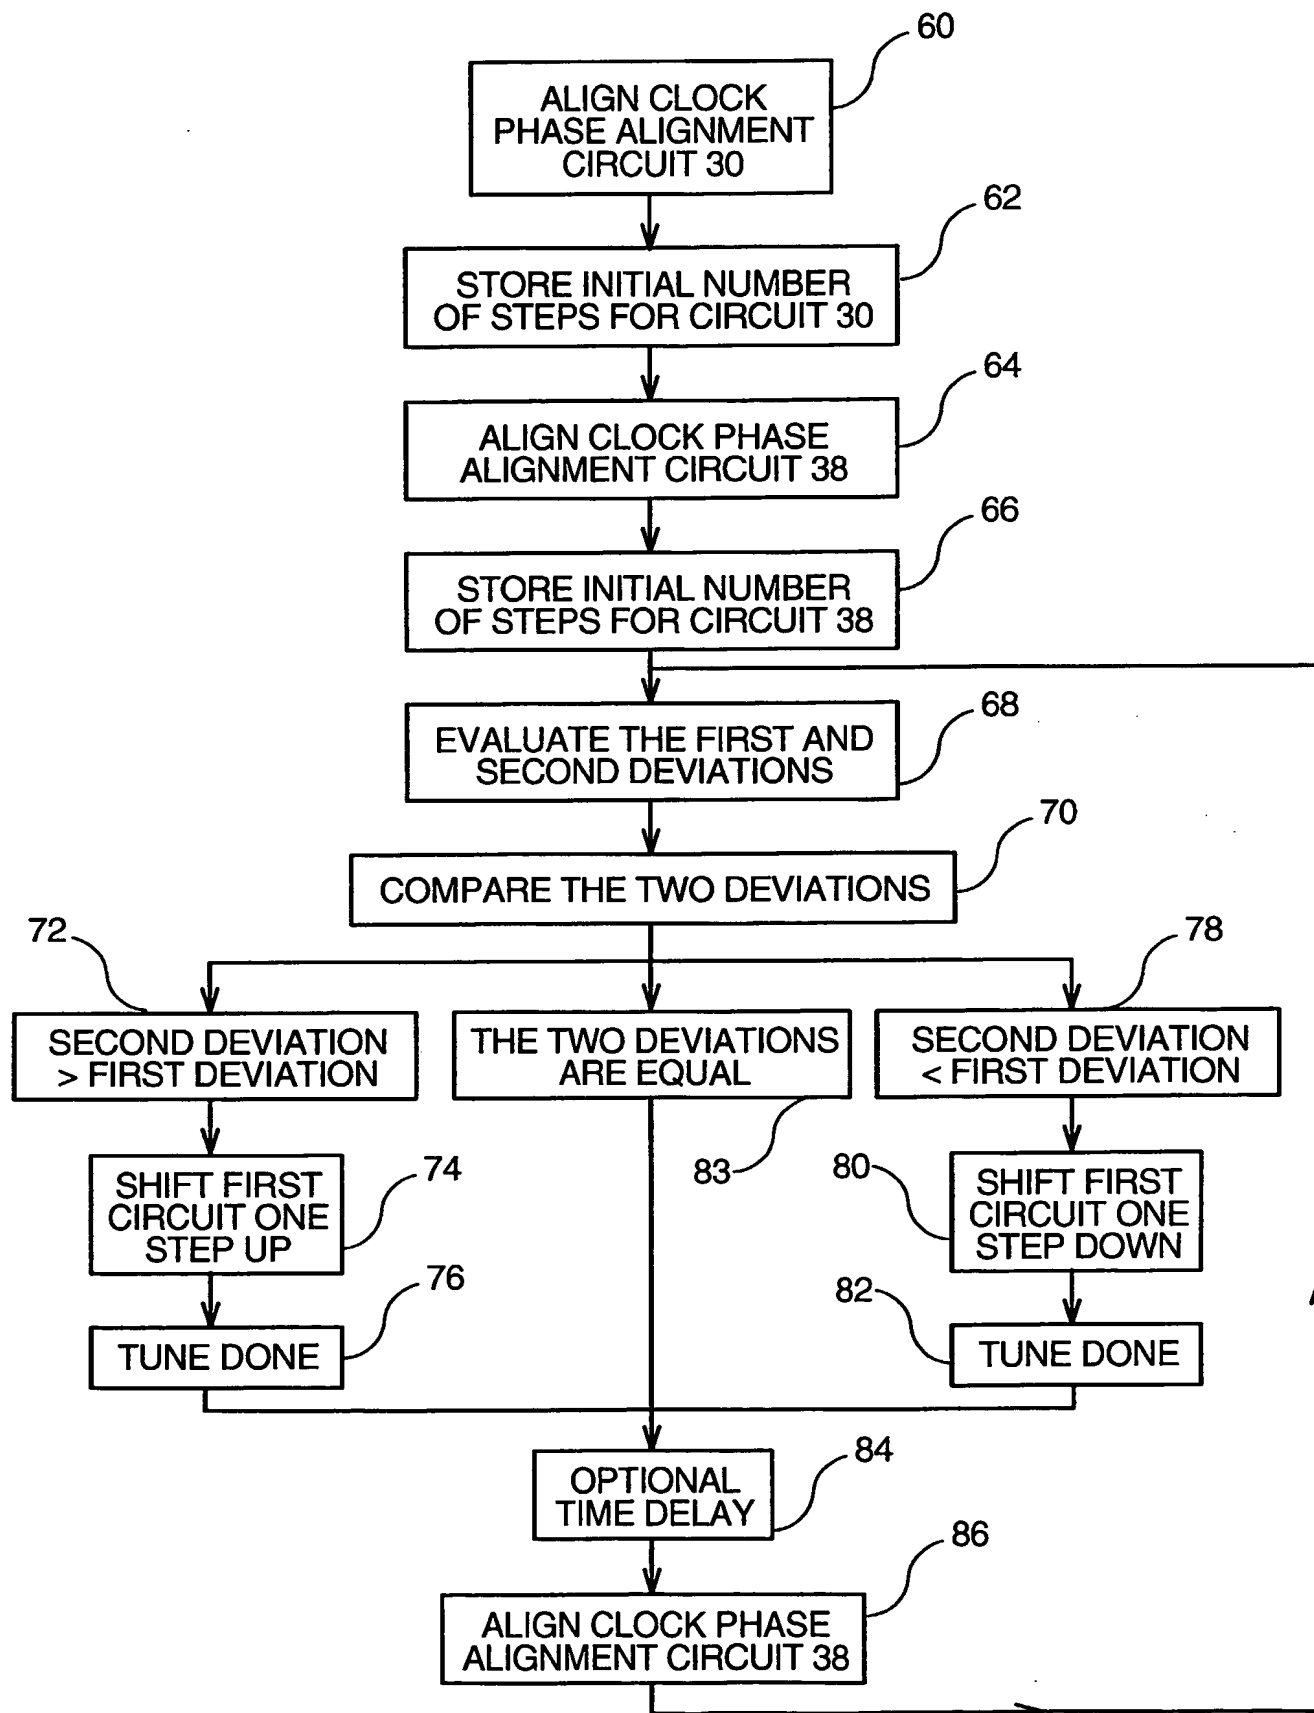 60
ALIGN CLOCK
PHASE ALIGNMENT
CIRCUIT 30
62
STORE INITIAL NUMBER
OF STEPS FOR CIRCUIT 30
64
ALIGN CLOCK PHASE
ALIGNMENT CIRCUIT 38
66
STORE INITIAL NUMBER
OF STEPS FOR CIRCUIT 38
68
EVALUATE THE FIRST AND
SECOND DEVIATIONS
70
COMPARE THE TWO DEVIATIONS
72
SECOND DEVIATION
> FIRST DEVIATION
THE TWO DEVIATIONS
ARE EQUAL
83
78
SECOND DEVIATION
< FIRST DEVIATION
74
SHIFT FIRST
CIRCUIT ONE
STEP UP
80
SHIFT FIRST
CIRCUIT ONE
STEP DOWN
76
TUNE DONE
82
TUNE DONE
84
OPTIONAL
TIME DELAY
86
ALIGN CLOCK PHASE
ALIGNMENT CIRCUIT 38